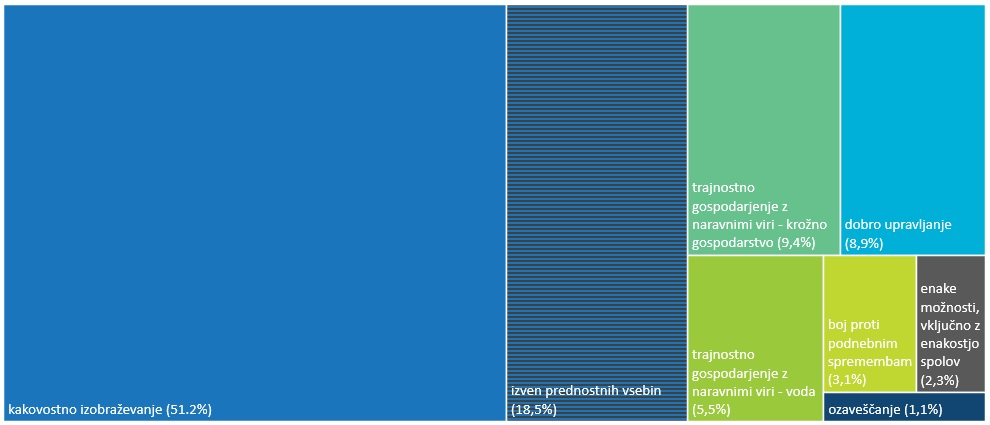 kakovostno izobraževanje (51.2%)
izven prednostnih vsebin
(18,5%)
trajnostno
gospodarjenje z
naravnimi viri - krožno
gospodarstvo (9,4%)
dobro upravljanje
(8,9%)
trajnostno
gospodarjenje z
naravnimi viri - voda
(5,5%)
boj proti
podnebnim
spremembam
(3,1%)
enake
možnosti,
vključno z
enakostjo
spolov
(2,3%)
ozaveščanje (1,1%)